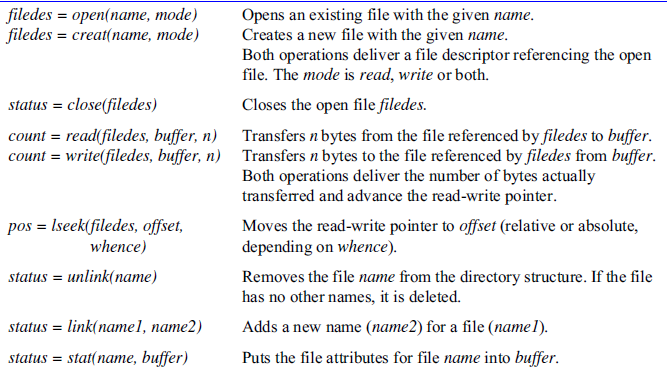 filedes = open(name, mode) Opens an existing file with the given name.
filedes = creat(name, mode) Creates a new file with the given name.
Both operations deliver a file descriptor referencing the open
file. The mode is read, write or both.
status = close(filedes) Closes the open file filedes.
count = read(filedes, buffer, n) Transfers n bytes from the file referenced by filedes to buffer.
count = write(filedes, buffer, n) Transfers n bytes to the file referenced by filedes from buffer.
Both operations deliver the number of bytes actually
transferred and advance the read-write pointer.
pos = lseek(filedes, offset, Moves the read-write pointer to offset (relative or absolute,
whence) depending on whence).
status = unlink(name) Removes the file name from the directory structure. If the file
has no other names, it is deleted.
status = link(name1, name2) Adds a new name (name2) for a file (name1).
status = stat(name, buffer) Puts the file attributes for file name into buffer.